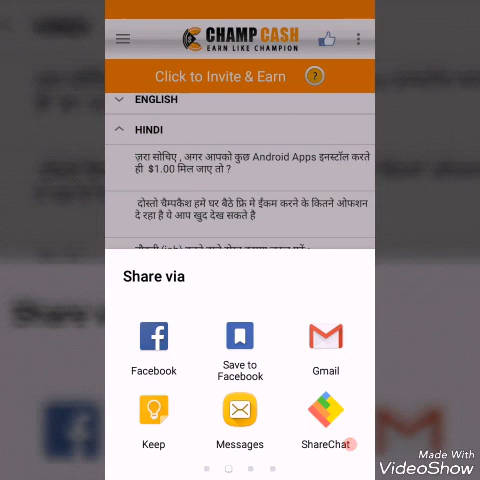 CHAMP CASH
EARN LIKE CHAMPION
Click to Invite & Earn ?
ENGLISH
HINDI
ज़रा सोचिए , अगर आपको कुछ Android Apps इनस्टॉल करते
ही $1.00 मिल जाए तो ?
दोस्तो चैम्पकैश हमे घर बैठे फ्रि मे ईंकम करने के कितने ओफशन
दे रहा है ये आप खुद देख सकते है
Share via
Facebook
Save to
Facebook
Gmail
Keep
Messages
ShareChat
Made With
VideoShow